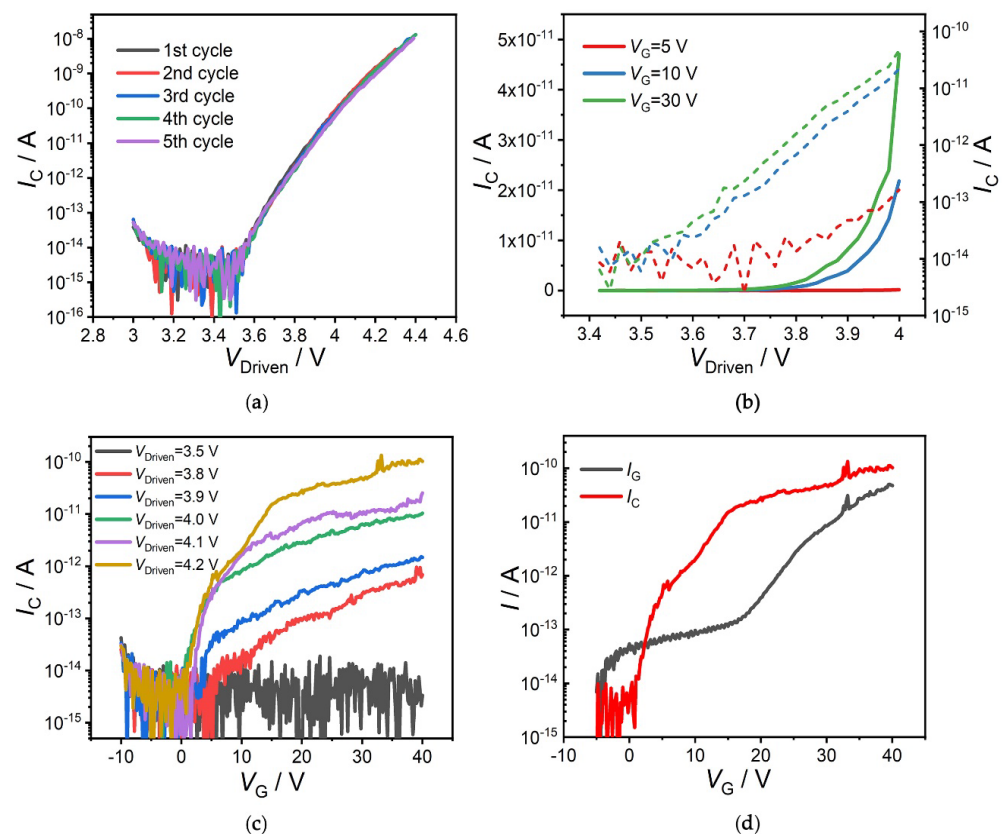 10⁻⁸
10⁻⁹
10⁻¹⁰
10⁻¹¹
10⁻¹²
10⁻¹³
10⁻¹⁴
10⁻¹⁵
10⁻¹⁶
I_C / A
1st cycle
2nd cycle
3rd cycle
4th cycle
5th cycle
2.8 3.0 3.2 3.4 3.6 3.8 4.0 4.2 4.4 4.6
V_Driven / V
(a)
5x10⁻¹¹
4x10⁻¹¹
3x10⁻¹¹
2x10⁻¹¹
1x10⁻¹¹
0
I_C / A
V_G=5 V
V_G=10 V
V_G=30 V
10⁻¹⁰
10⁻¹¹
10⁻¹²
10⁻¹³
10⁻¹⁴
10⁻¹⁵
I_C / A
3.4 3.5 3.6 3.7 3.8 3.9 4
V_Driven / V
(b)
10⁻¹⁰
10⁻¹¹
10⁻¹²
10⁻¹³
10⁻¹⁴
10⁻¹⁵
I_C / A
V_Driven=3.5 V
V_Driven=3.8 V
V_Driven=3.9 V
V_Driven=4.0 V
V_Driven=4.1 V
V_Driven=4.2 V
-10 0 10 20 30 40
V_G / V
(c)
10⁻¹⁰
10⁻¹¹
10⁻¹²
10⁻¹³
10⁻¹⁴
10⁻¹⁵
I / A
I_G
I_C
-10 0 10 20 30 40
V_G / V
(d)